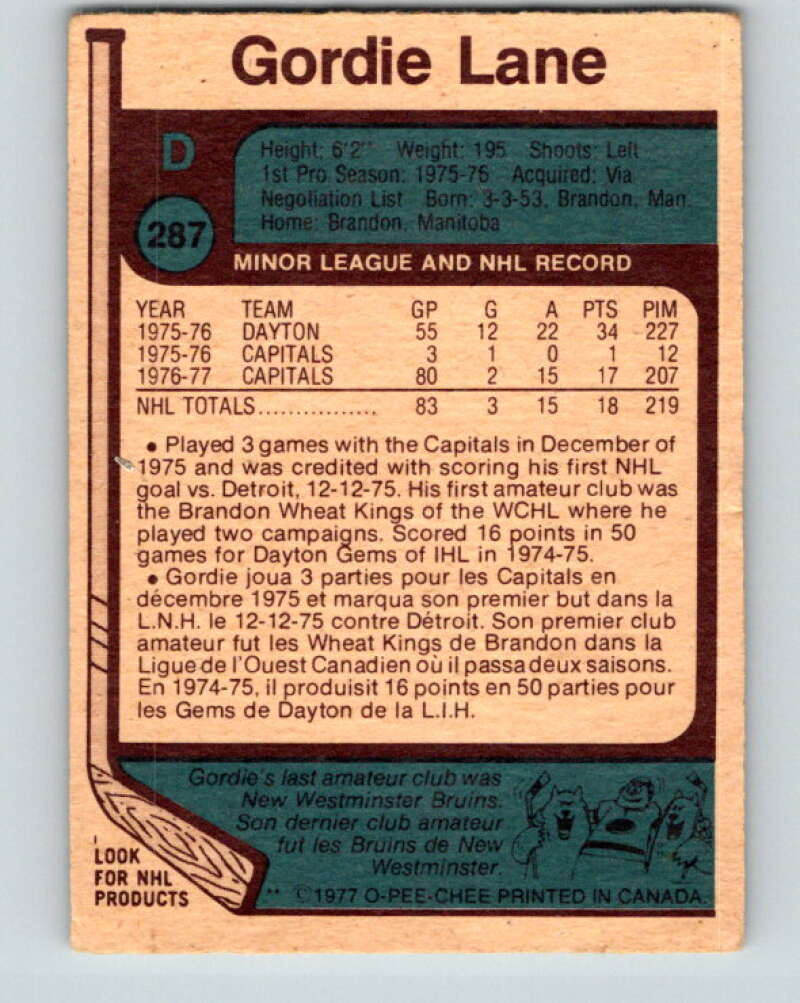 Gordie Lane
D
Height: 6'2" Weight: 195 Shoots: Left
1st Pro Season: 1975-76 Acquired: Via
Negotiation List Born: 3-3-53, Brandon, Man.
Home: Brandon, Manitoba
287
MINOR LEAGUE AND NHL RECORD
YEAR TEAM GP G A PTS PIM
1975-76 DAYTON 55 12 22 34 227
1975-76 CAPITALS 3 1 0 1 12
1976-77 CAPITALS 80 2 15 17 207
NHL TOTALS................ 83 3 15 18 219
• Played 3 games with the Capitals in December of
1975 and was credited with scoring his first NHL
goal vs. Detroit, 12-12-75. His first amateur club was
the Brandon Wheat Kings of the WCHL where he
played two campaigns. Scored 16 points in 50
games for Dayton Gems of IHL in 1974-75.
• Gordie joua 3 parties pour les Capitals en
décembre 1975 et marqua son premier but dans la
L.N.H. le 12-12-75 contre Détroit. Son premier club
amateur fut les Wheat Kings de Brandon dans la
Ligue de l'Ouest Canadien où il passa deux saisons.
En 1974-75, il produisit 16 points en 50 parties pour
les Gems de Dayton de la L.I.H.
Gordie's last amateur club was
New Westminster Bruins.
Son dernier club amateur
fut les Bruins de New
Westminster.
LOOK
FOR NHL
PRODUCTS
** ©1977 O-PEE-CHEE PRINTED IN CANADA.